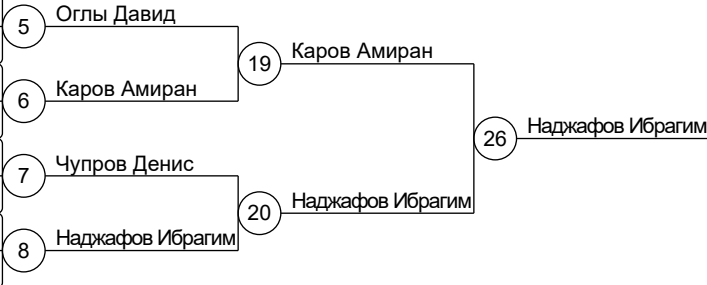 5 Оглы Давид
19 Каров Амиран
6 Каров Амиран
26 Наджафов Ибрагим
7 Чупров Денис
20 Наджафов Ибрагим
8 Наджафов Ибрагим